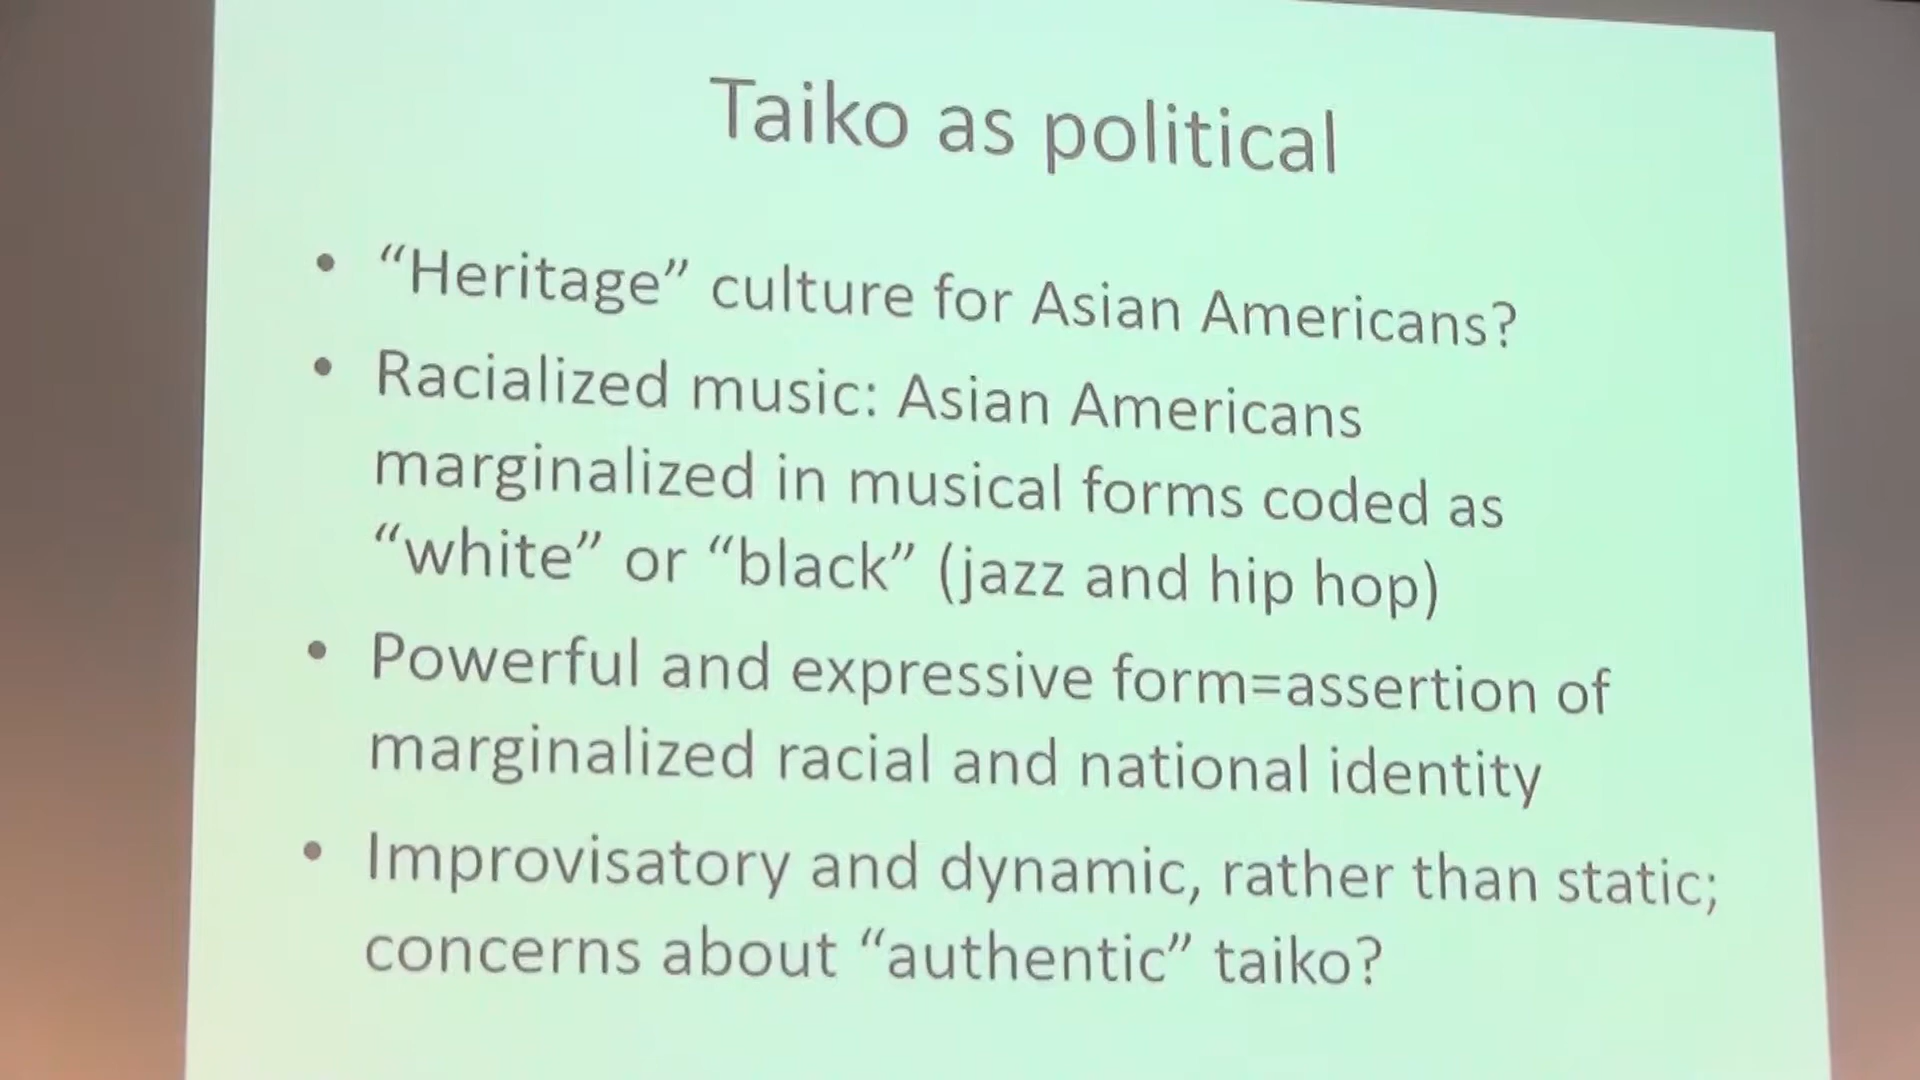 Taiko as political
• “Heritage” culture for Asian Americans?
• Racialized music: Asian Americans
marginalized in musical forms coded as
“white” or “black” (jazz and hip hop)
• Powerful and expressive form=assertion of
marginalized racial and national identity
• Improvisatory and dynamic, rather than static;
concerns about “authentic” taiko?